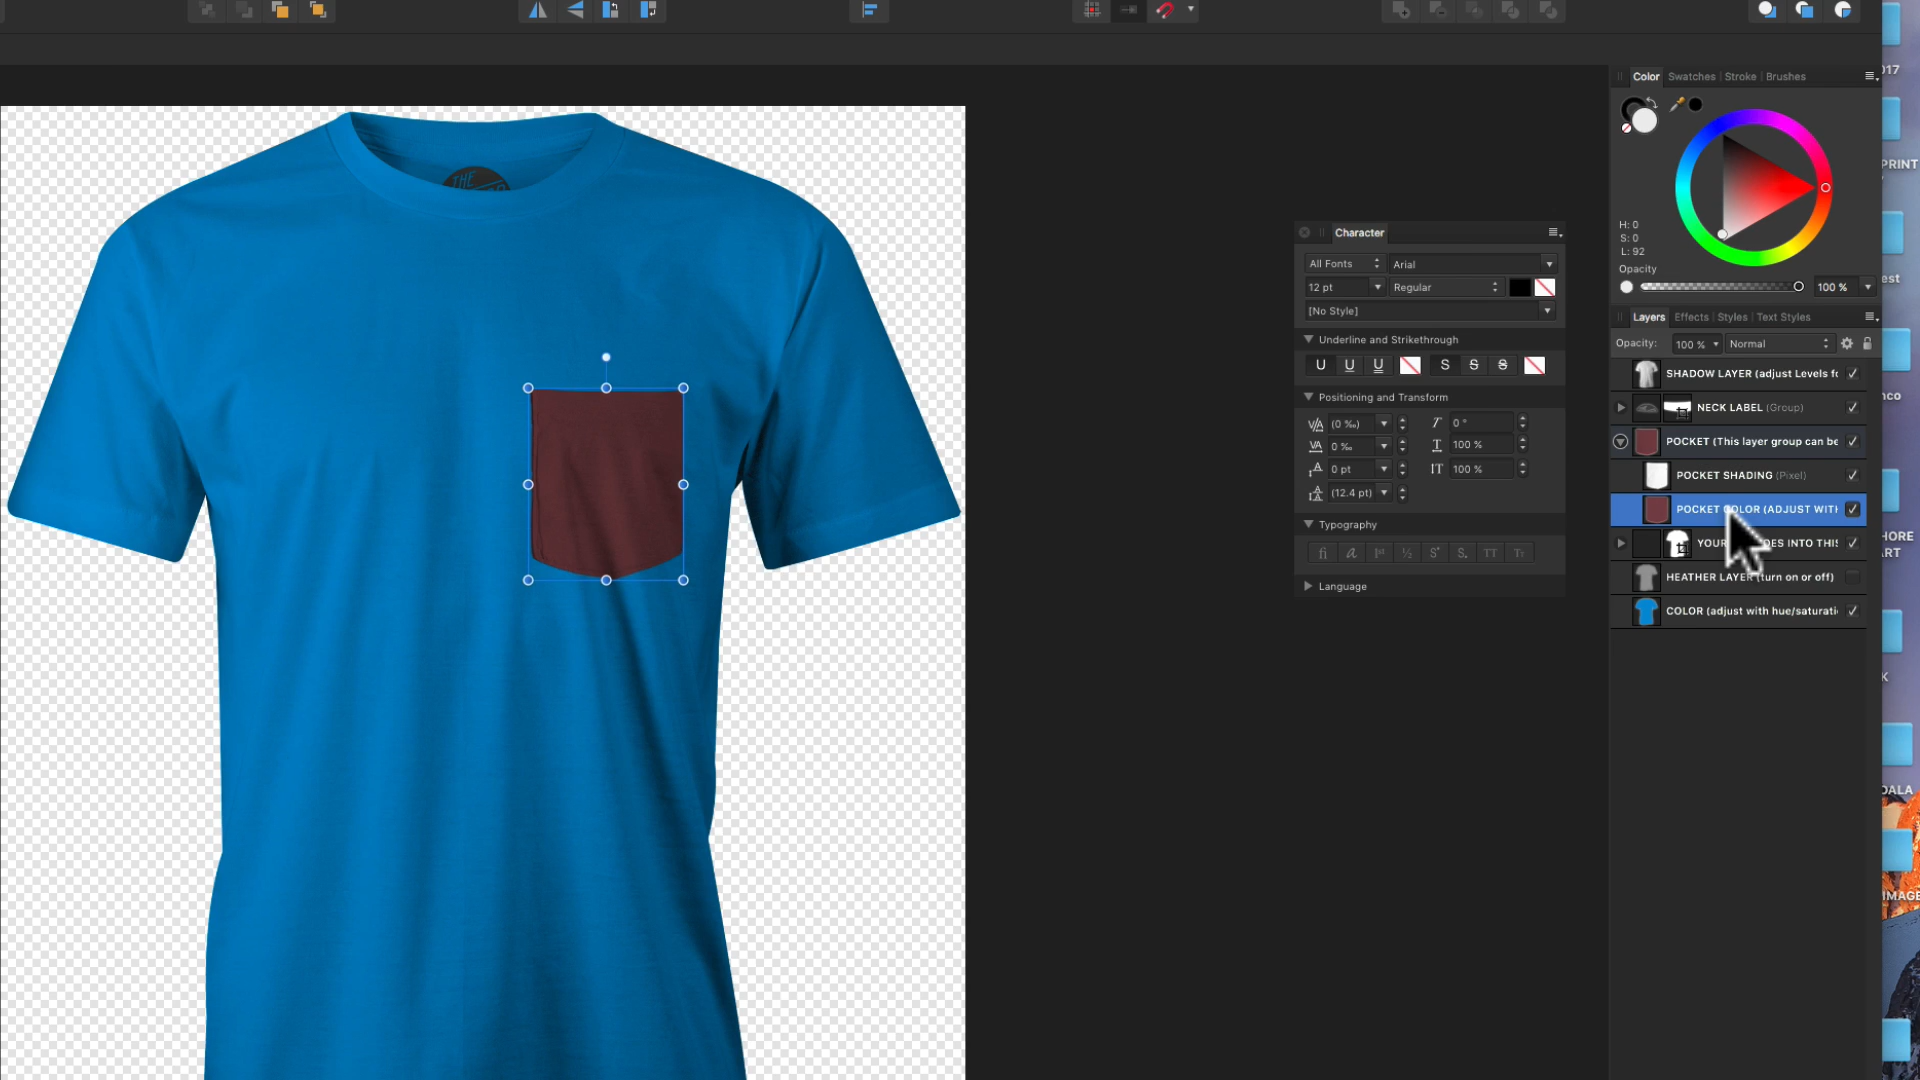 THE
Character
All Fonts
Arial
12 pt
Regular
[No Style]
Underline and Strikethrough
U U U S S S
Positioning and Transform
(0 ‰)
0 °
0 ‰
100 %
0 pt
100 %
(12.4 pt)
Typography
fi a 1st ½ S S TT Tт
Language
Color Swatches Stroke Brushes
H: 0
S: 0
L: 92
Opacity
100 %
Layers Effects Styles Text Styles
Opacity: 100 % Normal
SHADOW LAYER (adjust Levels fo
NECK LABEL (Group)
POCKET (This layer group can be
POCKET SHADING (Pixel)
POCKET COLOR (ADJUST WITH
INTO THIS
HEATHER LAYER (turn on or off)
COLOR (adjust with hue/saturati
017
PRINT
est
nco
HORE
ART
K
OALA
IMAGE